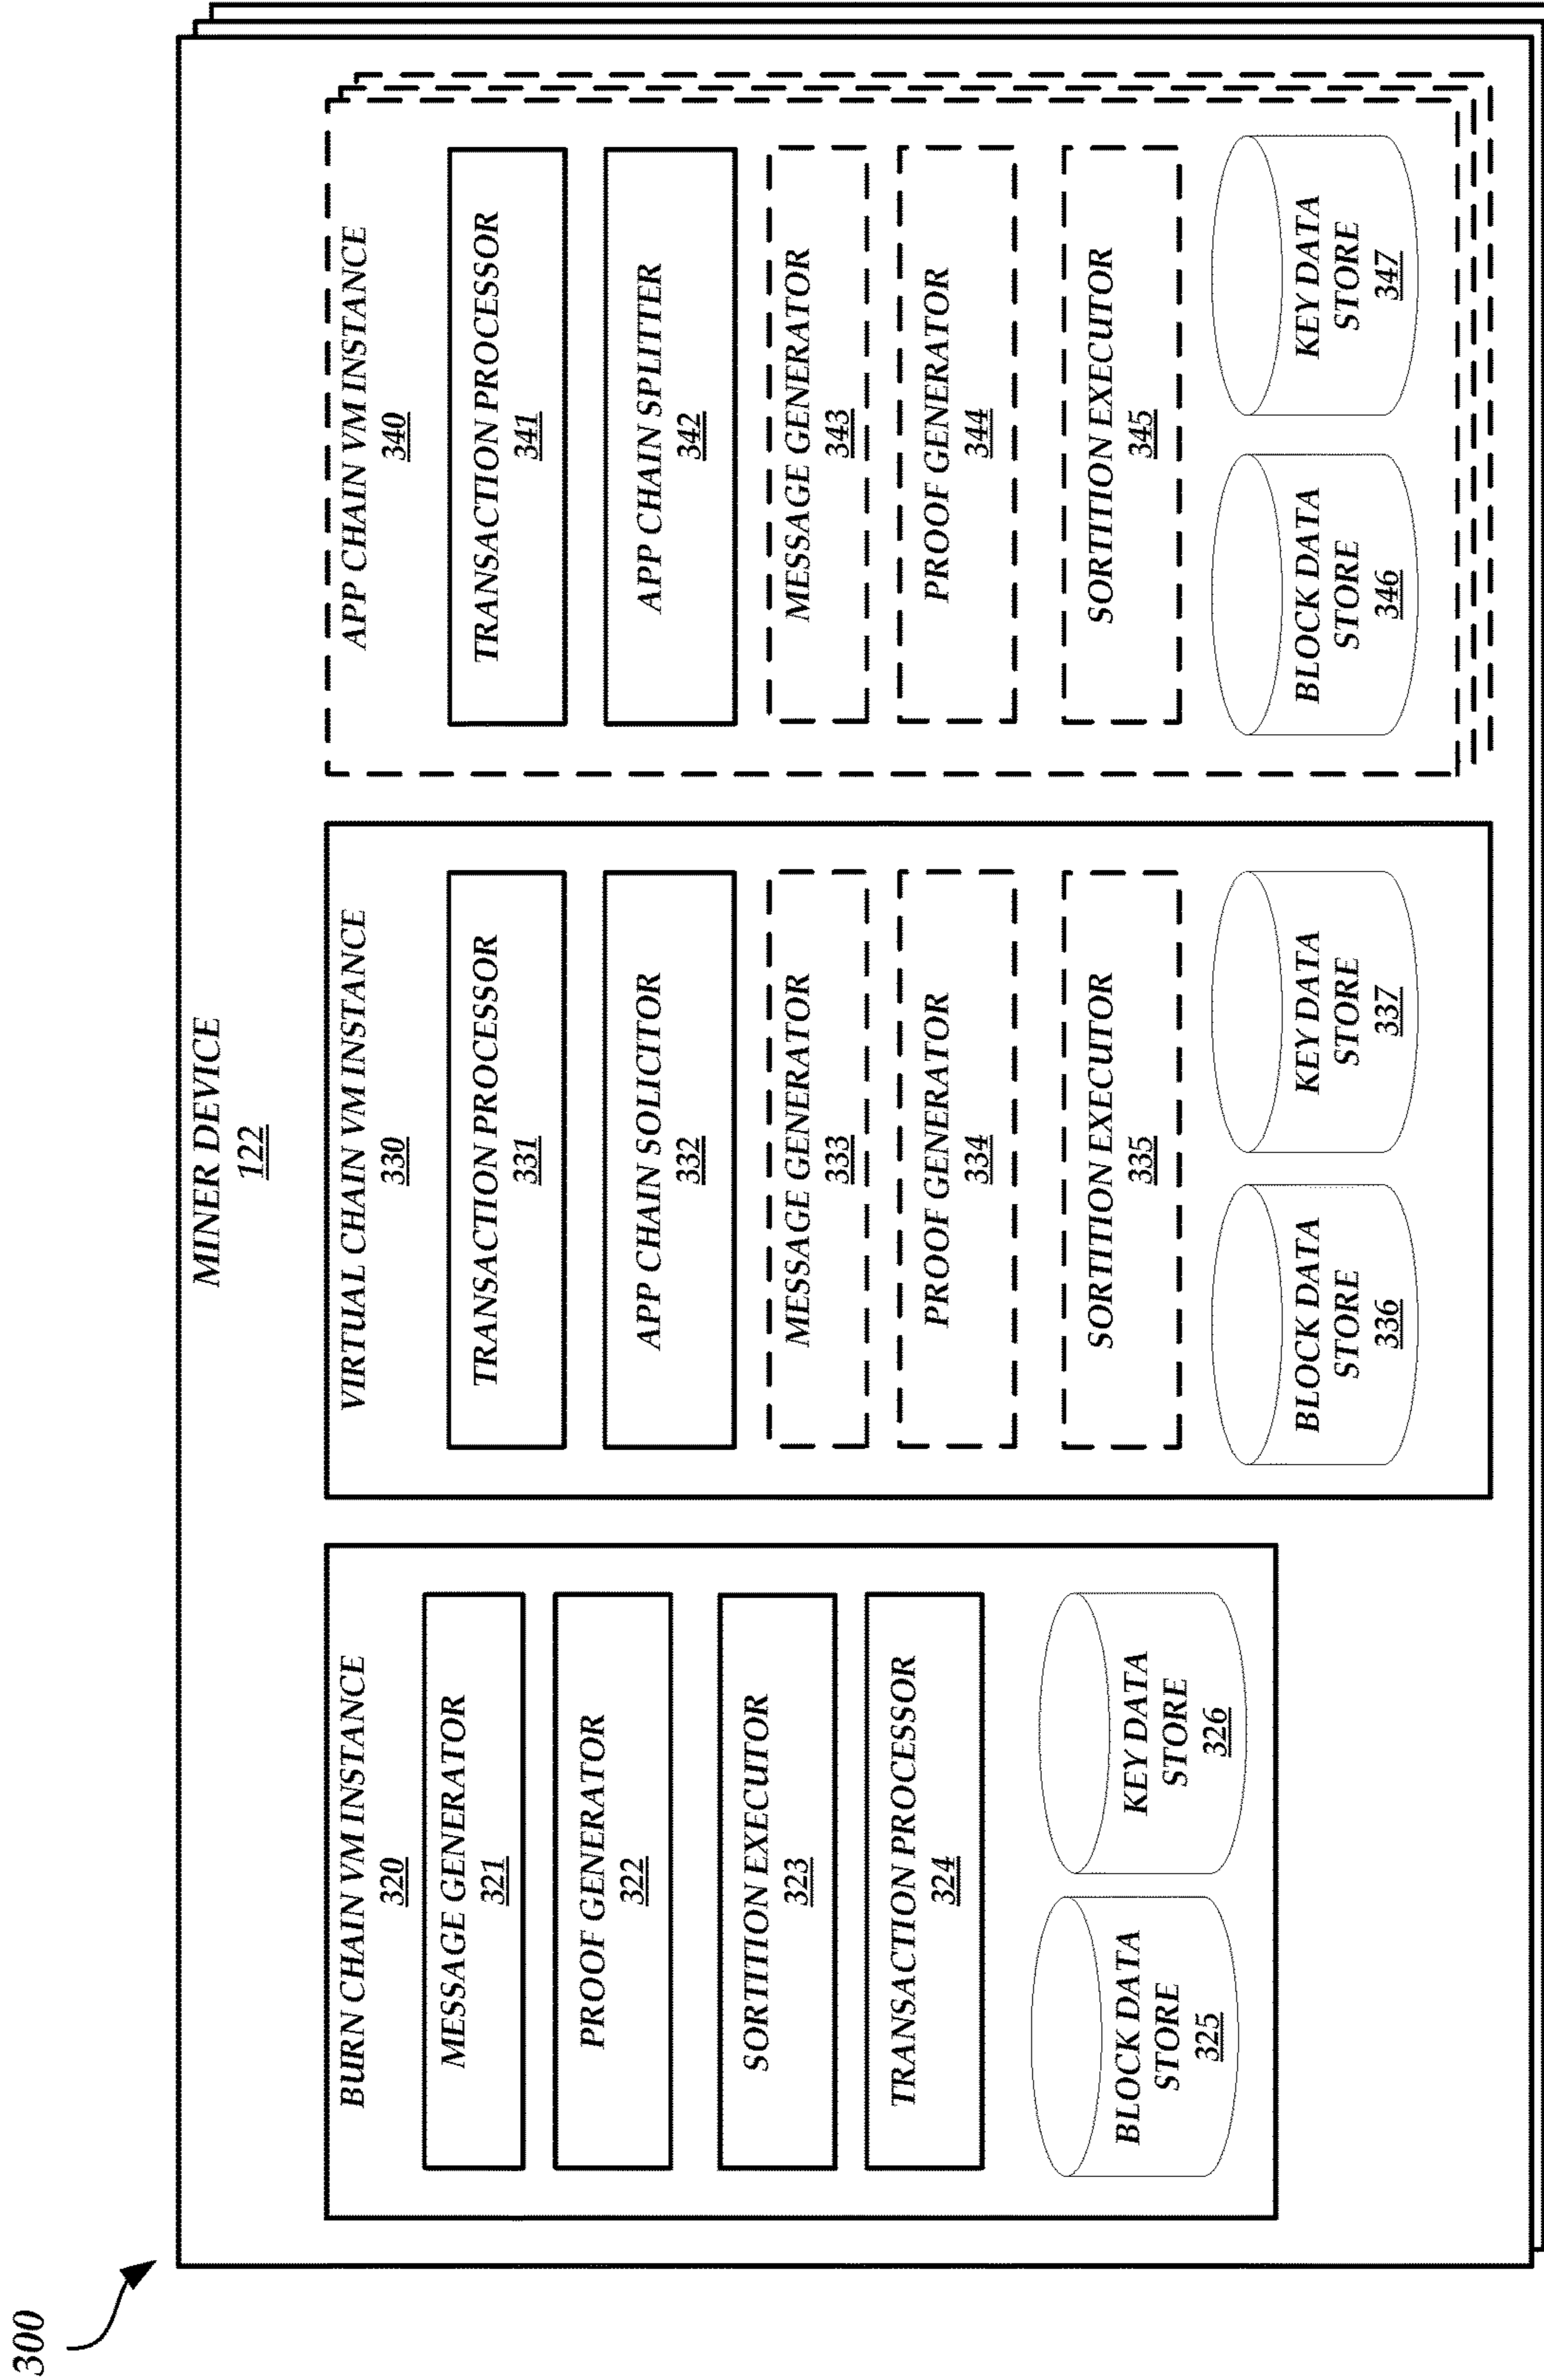 300
MINER DEVICE
122
BURN CHAIN VM INSTANCE
320
MESSAGE GENERATOR
321
PROOF GENERATOR
322
SORTITION EXECUTOR
323
TRANSACTION PROCESSOR
324
BLOCK DATA
STORE
325
KEY DATA
STORE
326
VIRTUAL CHAIN VM INSTANCE
330
TRANSACTION PROCESSOR
331
APP CHAIN SOLICITOR
332
MESSAGE GENERATOR
333
PROOF GENERATOR
334
SORTITION EXECUTOR
335
BLOCK DATA
STORE
336
KEY DATA
STORE
337
APP CHAIN VM INSTANCE
340
TRANSACTION PROCESSOR
341
APP CHAIN SPLITTER
342
MESSAGE GENERATOR
343
PROOF GENERATOR
344
SORTITION EXECUTOR
345
BLOCK DATA
STORE
346
KEY DATA
STORE
347